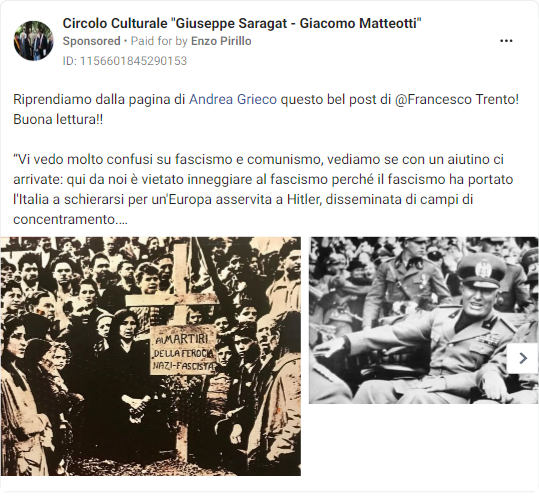 Circolo Culturale "Giuseppe Saragat - Giacomo Matteotti"
Sponsored • Paid for by Enzo Pirillo
ID: 1156601845290153
Riprendiamo dalla pagina di Andrea Grieco questo bel post di @Francesco Trento!
Buona lettura!!
“Vi vedo molto confusi su fascismo e comunismo, vediamo se con un aiutino ci
arrivate: qui da noi è vietato inneggiare al fascismo perché il fascismo ha portato
l'Italia a schierarsi per un'Europa asservita a Hitler, disseminata di campi di
concentramento....
AI MARTIRI
DELLA FEROCIA
NAZI-FASCISTA